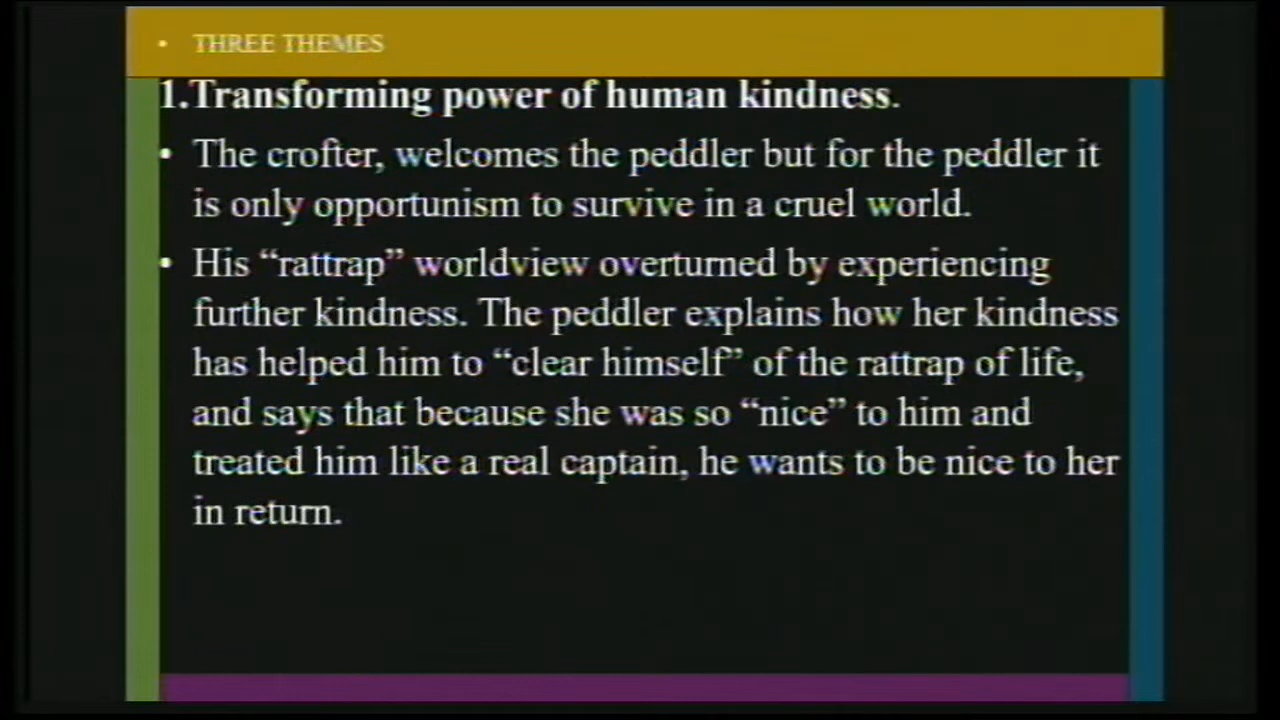 • THREE THEMES
1.Transforming power of human kindness.
• The crofter, welcomes the peddler but for the peddler it
is only opportunism to survive in a cruel world.
• His “rattrap” worldview overturned by experiencing
further kindness. The peddler explains how her kindness
has helped him to “clear himself” of the rattrap of life,
and says that because she was so “nice” to him and
treated him like a real captain, he wants to be nice to her
in return.